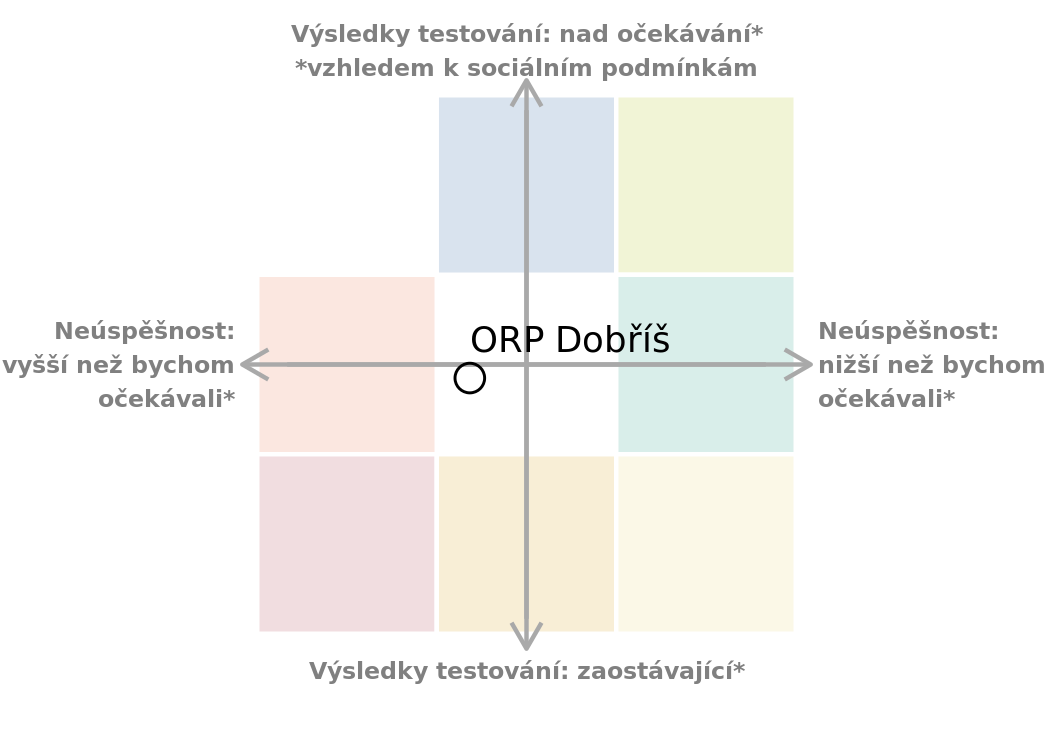 Výsledky testování: nad očekávání*
*vzhledem k sociálním podmínkám
ORP Dobříš
Neúspěšnost:
vyšší než bychom
očekávali*
Neúspěšnost:
nižší než bychom
očekávali*
Výsledky testování: zaostávající*